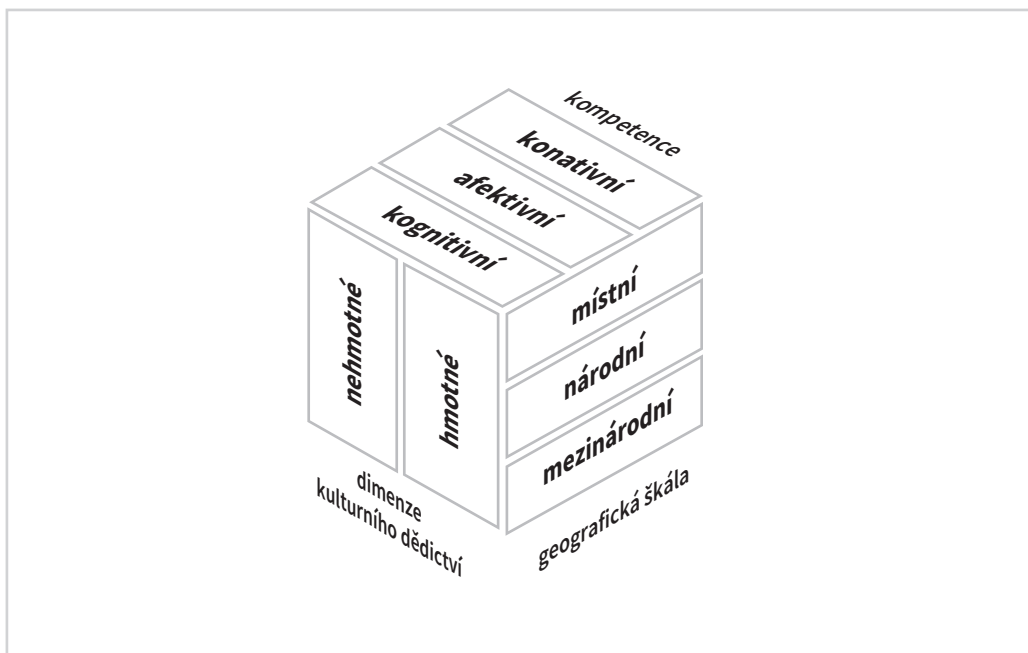 kompetence
konativní
afektivní
kognitivní
nehmotné
hmotné
místní
národní
mezinárodní
dimenze
kulturního dědictví
geografická škála